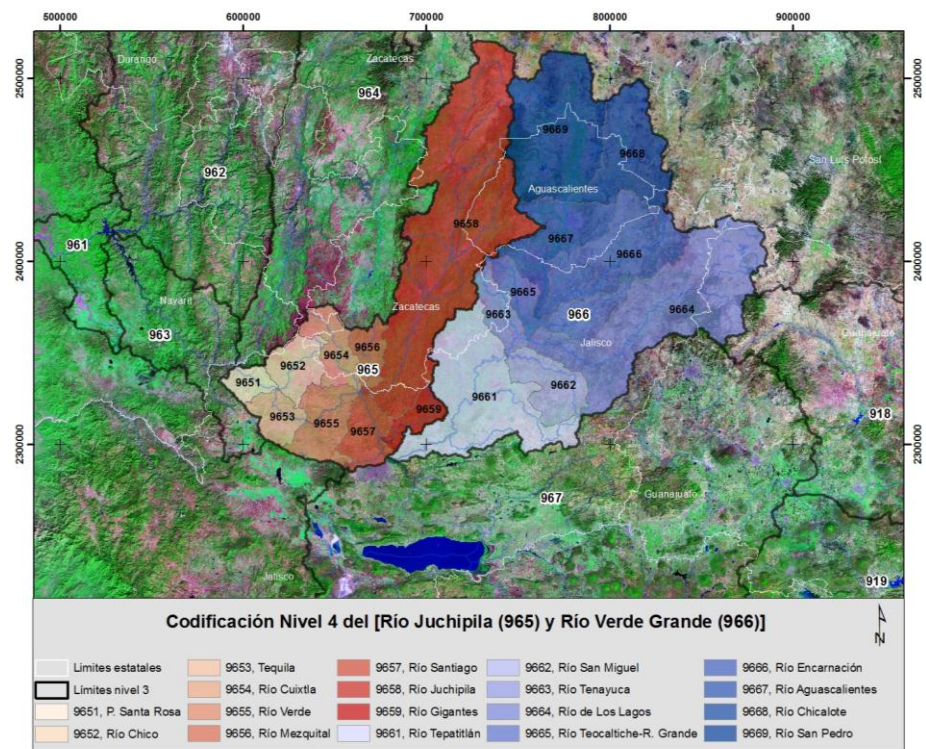 500000 600000 700000 800000 900000
2500000 2500000
2400000 2400000
2300000 2300000
Durango
Zacatecas
964
962
961
Nayarit
963
9669
9668
San Luis Potosí
Aguascalientes
9658
9667
9666
Zacatecas
9665
9663
966
9664
Jalisco
Guanajuato
9656
9654
9652
965
9651
9662
9661
9653
9655
9659
9657
918
967
Guanajuato
Jalisco
919
Codificación Nivel 4 del [Río Juchipila (965) y Río Verde Grande (966)]
N
Limites estatales
Límites nivel 3
9651, P. Santa Rosa
9652, Río Chico
9653, Tequila
9654, Río Cuixtla
9655, Río Verde
9656, Río Mezquital
9657, Río Santiago
9658, Río Juchipila
9659, Río Gigantes
9661, Río Tepatitlán
9662, Río San Miguel
9663, Río Tenayuca
9664, Río de Los Lagos
9665, Río Teocaltiche-R. Grande
9666, Río Encarnación
9667, Río Aguascalientes
9668, Río Chicalote
9669, Río San Pedro